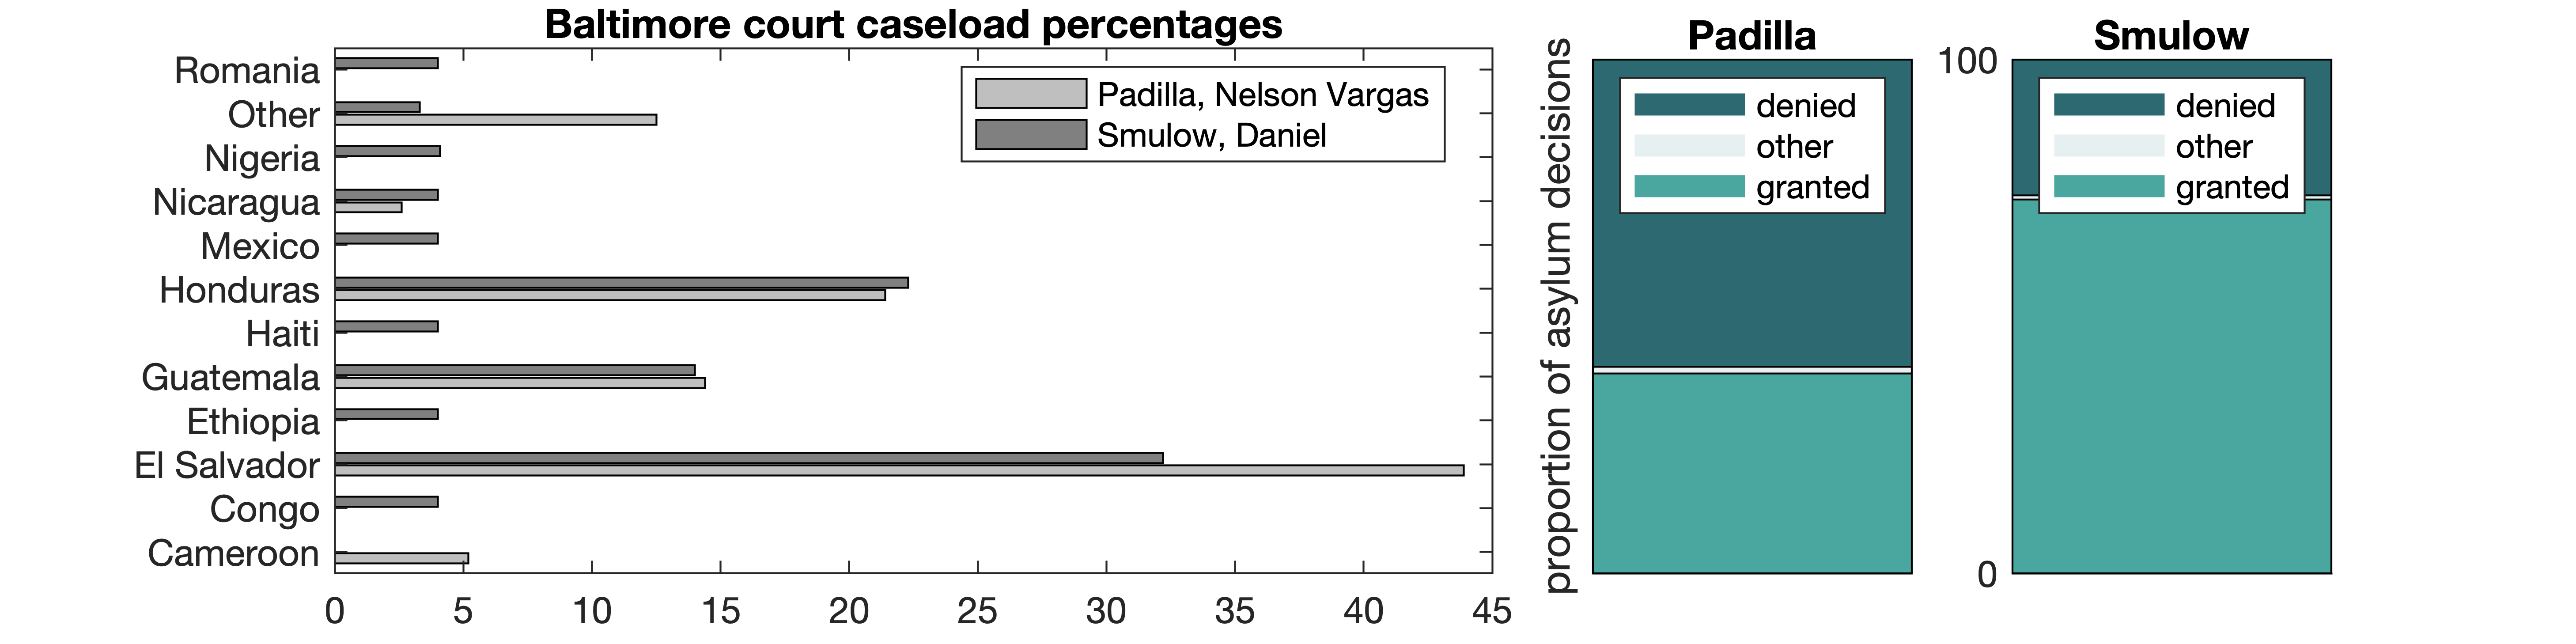 Baltimore court caseload percentages
Romania
Other
Nigeria
Nicaragua
Mexico
Honduras
Haiti
Guatemala
Ethiopia
El Salvador
Congo
Cameroon
0 5 10 15 20 25 30 35 40 45
Padilla, Nelson Vargas
Smulow, Daniel
proportion of asylum decisions
Padilla
denied
other
granted
Smulow
100
0
denied
other
granted